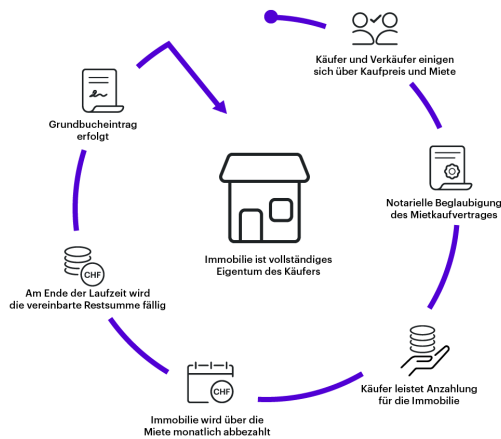 Käufer und Verkäufer einigen
sich über Kaufpreis und Miete
Notarielle Beglaubigung
des Mietkaufvertrages
Käufer leistet Anzahlung
für die Immobilie
CHF
Immobilie wird über die
Miete monatlich abbezahlt
CHF
Am Ende der Laufzeit wird
die vereinbarte Restsumme fällig
Grundbucheintrag
erfolgt
Immobilie ist vollständiges
Eigentum des Käufers